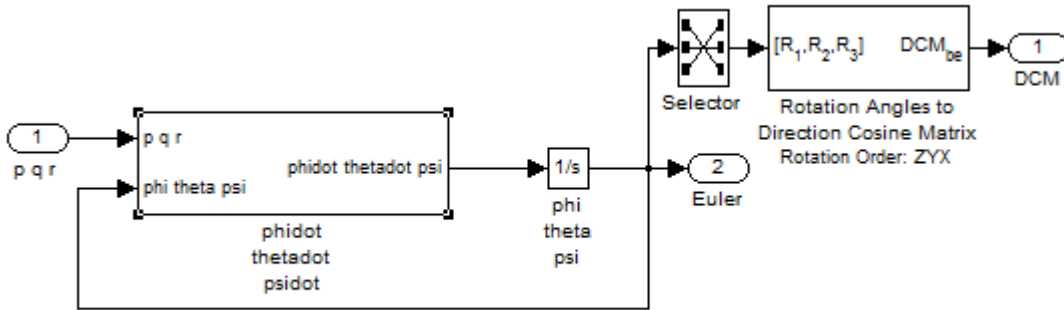 1
p q r
p q r
phi theta psi
phidot thetadot psi
phidot
thetadot
psidot
1/s
phi
theta
psi
Selector
[R1,R2,R3]
DCMbe
Rotation Angles to
Direction Cosine Matrix
Rotation Order: ZYX
1
DCM
2
Euler